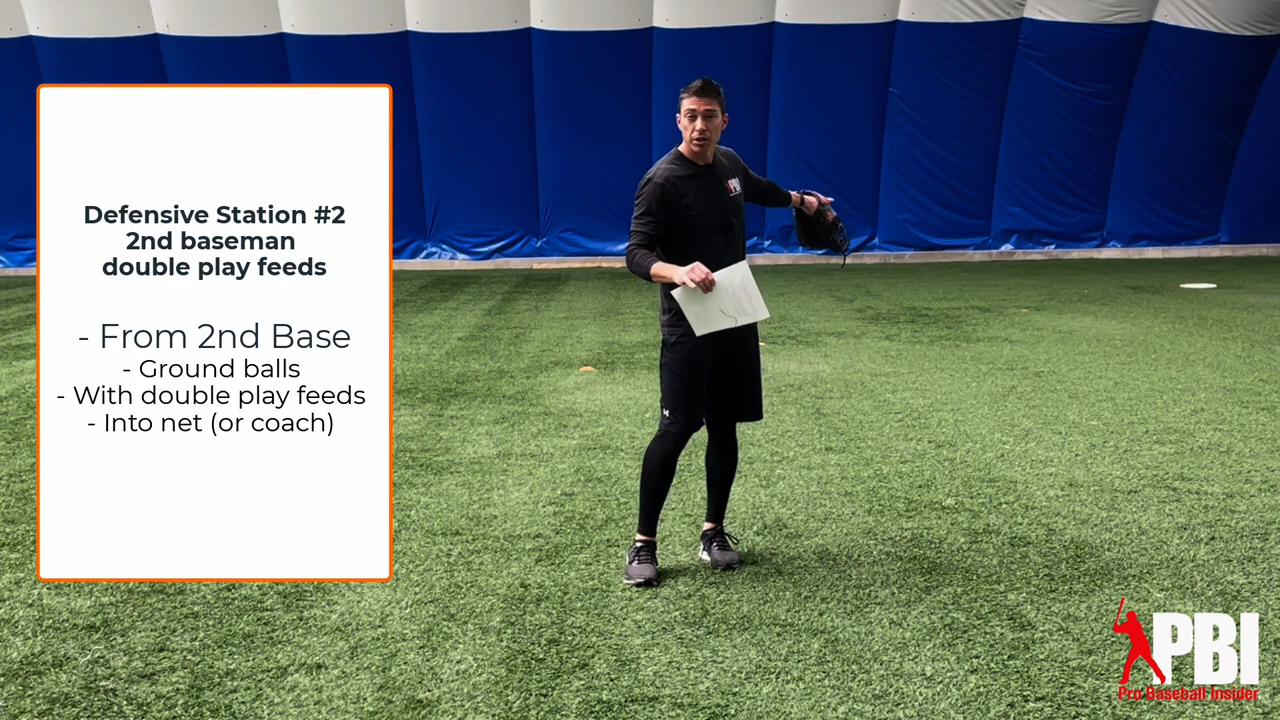 Defensive Station #2
2nd baseman
double play feeds
- From 2nd Base
- Ground balls
- With double play feeds
- Into net (or coach)
PBI
PBI
Pro Baseball Insider